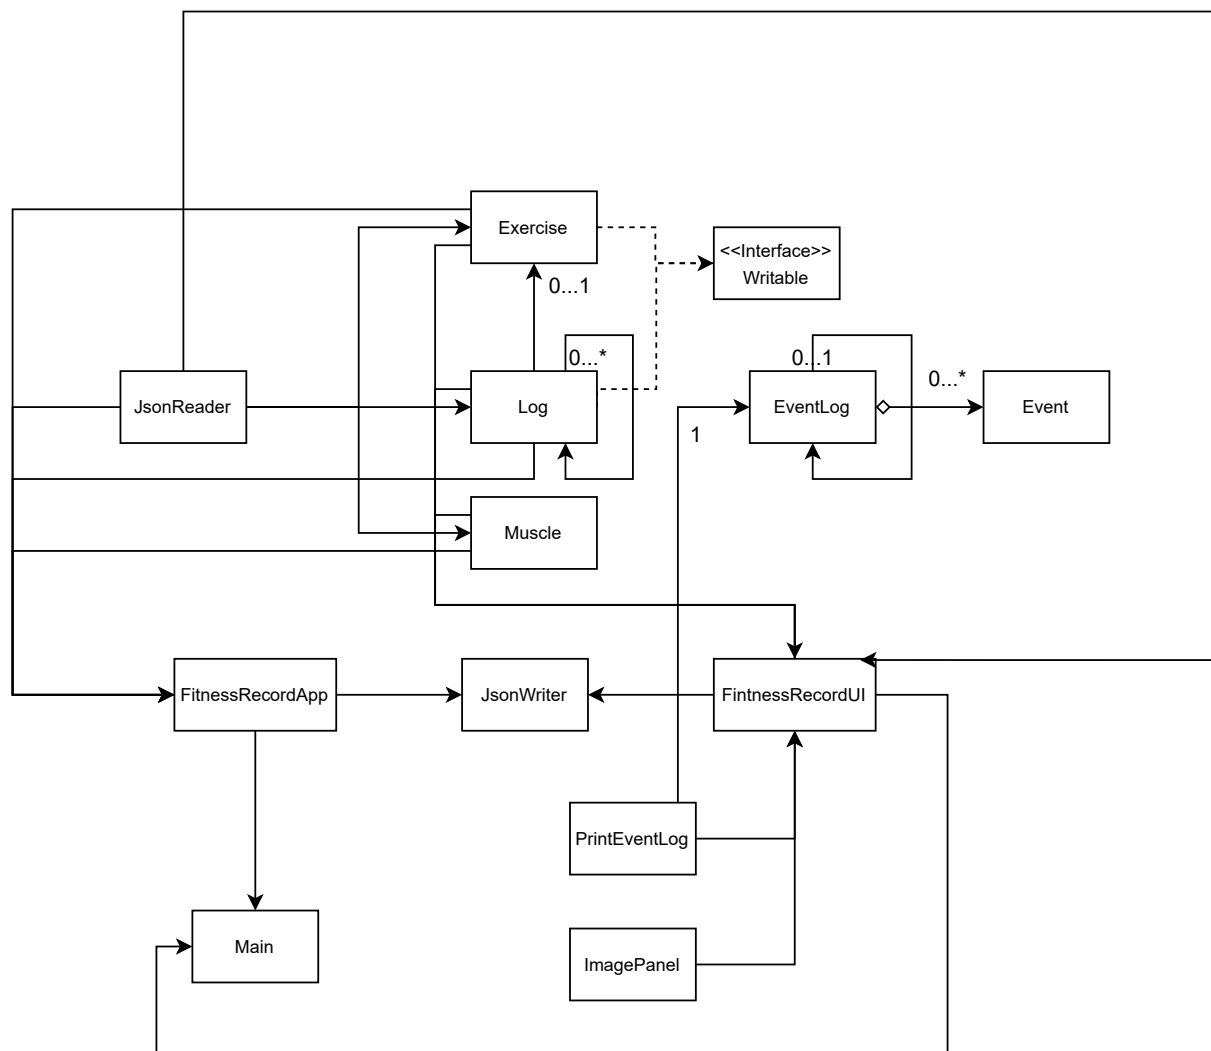 Exercise
<<Interface>>
Writable
0...1
0...*
0...1
0...*
JsonReader
Log
EventLog
Event
1
Muscle
FitnessRecordApp
JsonWriter
FintnessRecordUI
PrintEventLog
Main
ImagePanel